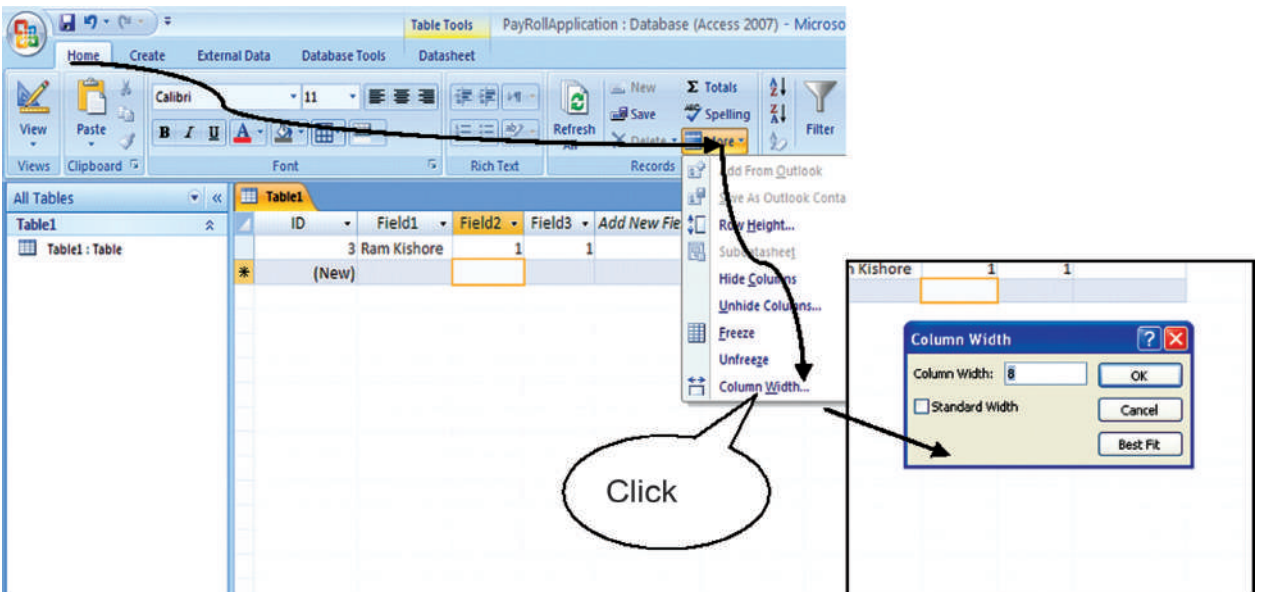 Table Tools PayRollApplication : Database (Access 2007) - Microso
Home Create External Data Database Tools Datasheet
View
Views
Paste
Clipboard
Calibri 11
B I U A
Font
Rich Text
Refresh
All
New
Save
Delete
Σ Totals
Spelling
More
Records
Filter
All Tables
Table1
Table1 : Table
Table1
ID Field1 Field2 Field3 Add New Fie
3 Ram Kishore 1 1
* (New)
Add From Outlook
Save As Outlook Conta
Row Height...
Subdatasheet
Hide Columns
Unhide Columns...
Freeze
Unfreeze
Column Width...
Click
Kishore 1 1
Column Width
Column Width: 8
OK
Standard Width
Cancel
Best Fit